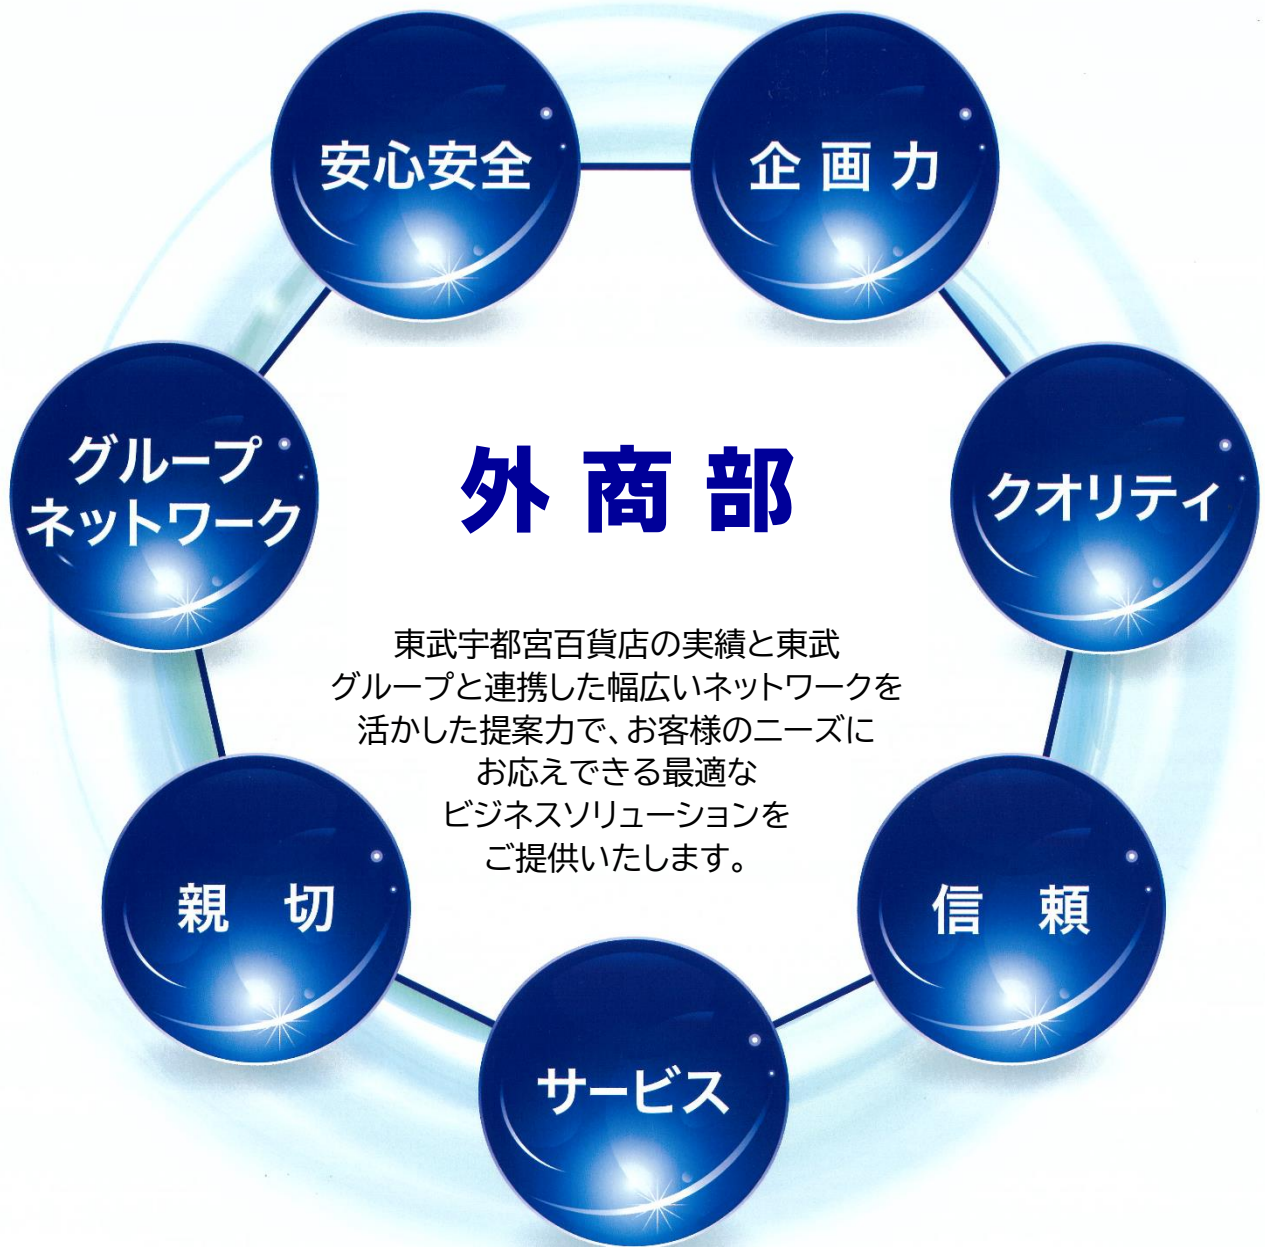 安心安全
企画力
グループ
ネットワーク
クオリティ
外商部
東武宇都宮百貨店の実績と東武
グループと連携した幅広いネットワークを
活かした提案力で、お客様のニーズに
お応えできる最適な
ビジネスソリューションを
ご提供いたします。
親　切
信　頼
サービス